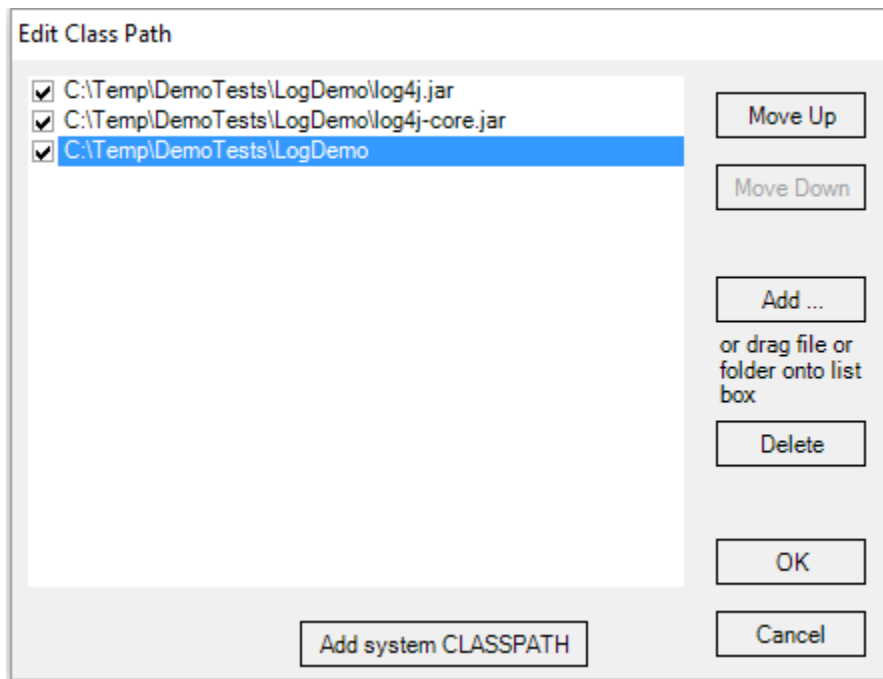 Edit Class Path
C:\Temp\DemoTests\LogDemo\log4j.jar
C:\Temp\DemoTests\LogDemo\log4j-core.jar
C:\Temp\DemoTests\LogDemo
Move Up
Move Down
Add ...
or drag file or
folder onto list
box
Delete
OK
Cancel
Add system CLASSPATH